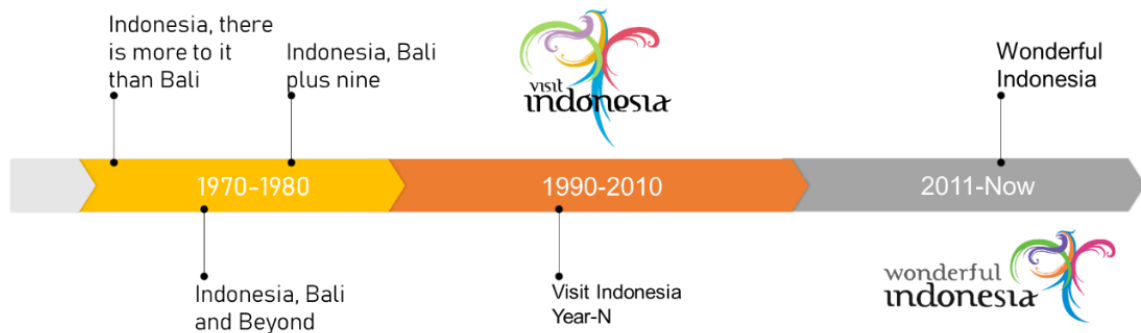 Indonesia, there
is more to it
than Bali
Indonesia, Bali
plus nine
visit
indonesia
Wonderful
Indonesia
1970-1980
1990-2010
2011-Now
Indonesia, Bali
and Beyond
Visit Indonesia
Year-N
wonderful
indonesia